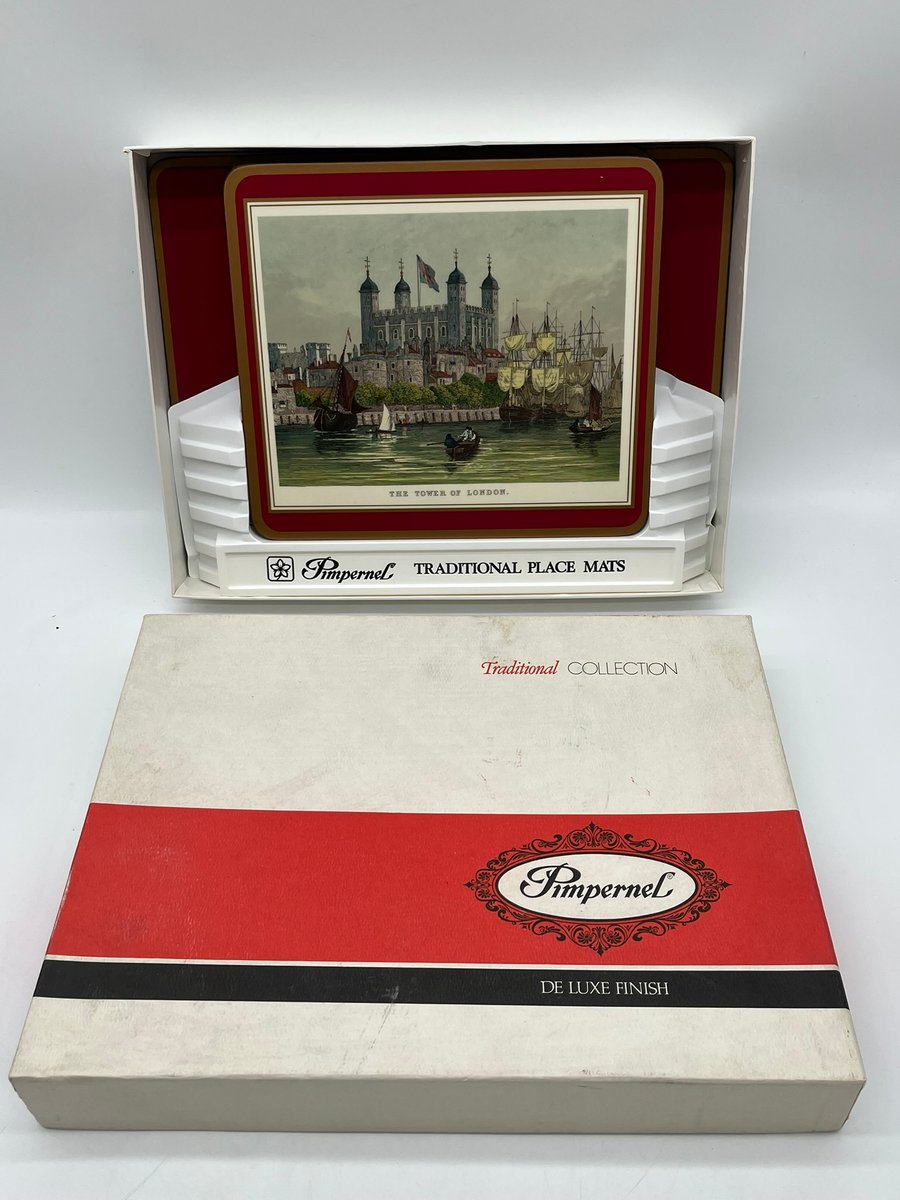 THE TOWER OF LONDON.
Pimpernel TRADITIONAL PLACE MATS
Traditional COLLECTION
Pimpernel®
DE LUXE FINISH